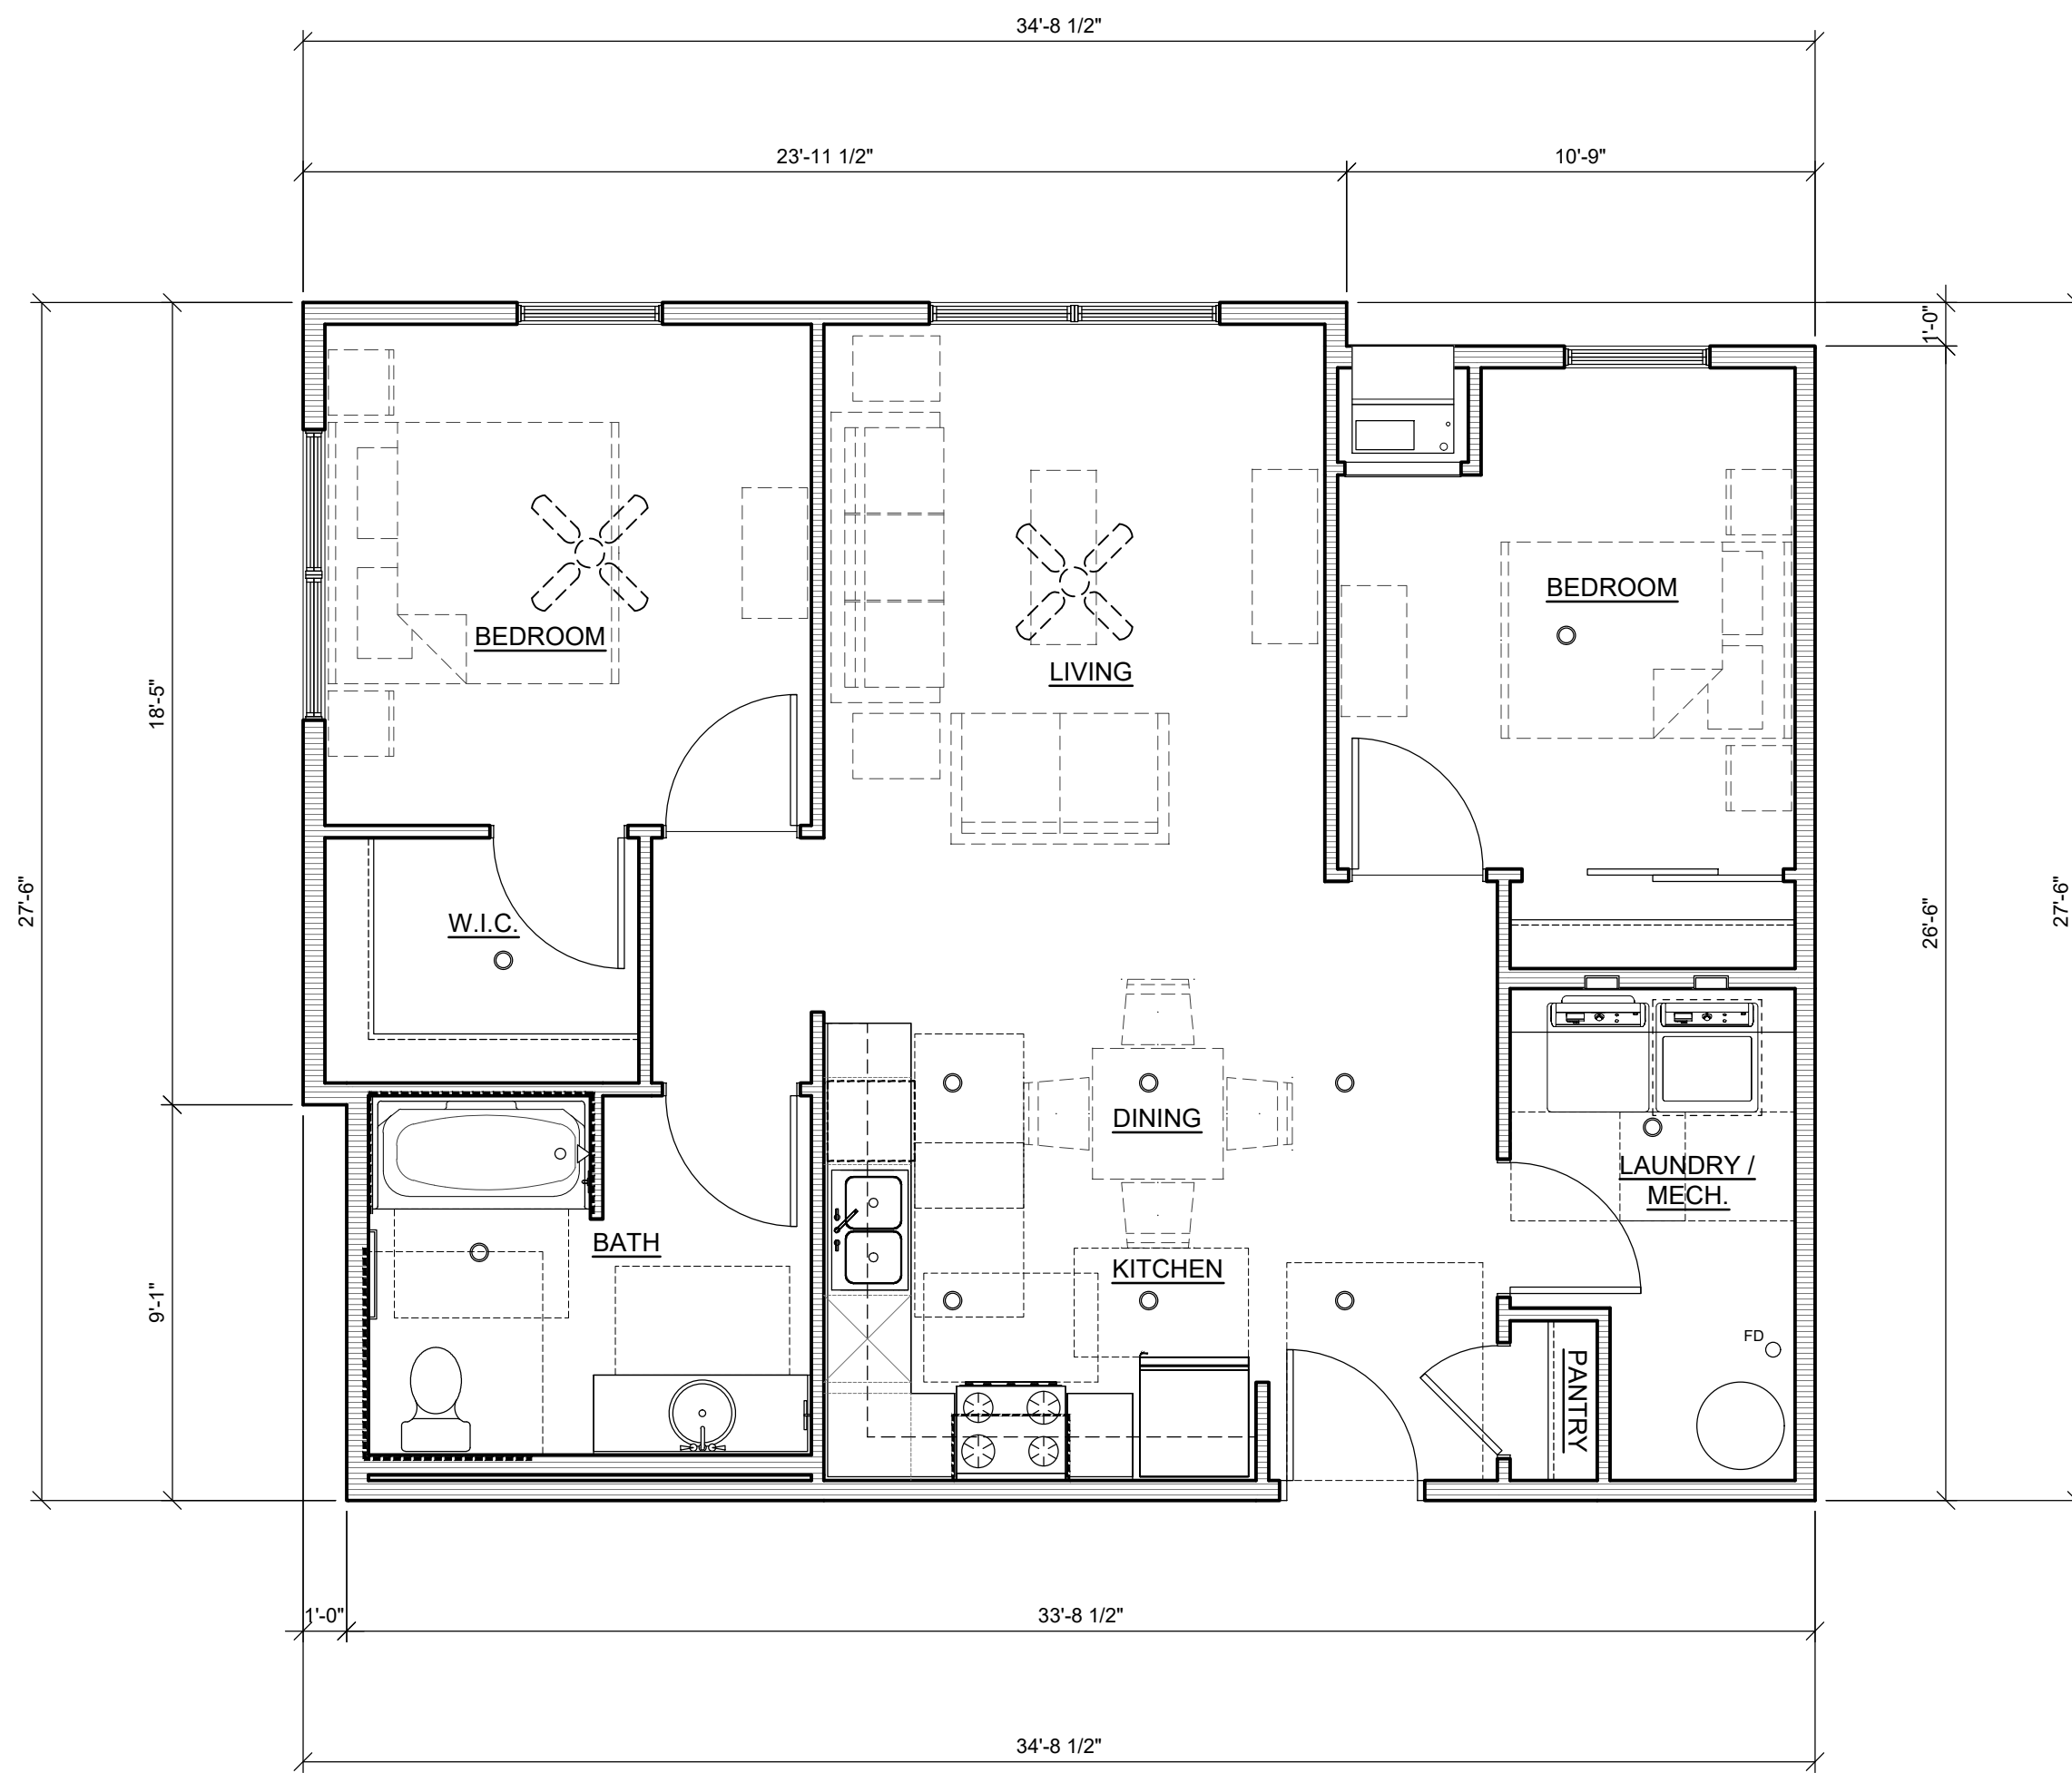 34'-8 1/2"
23'-11 1/2"
10'-9"
1'-0"
BEDROOM
BEDROOM
LIVING
18'-5"
27'-6"
26'-6"
27'-6"
W.I.C.
DINING
LAUNDRY /
MECH.
BATH
KITCHEN
9'-1"
FD
PANTRY
1'-0"
33'-8 1/2"
34'-8 1/2"